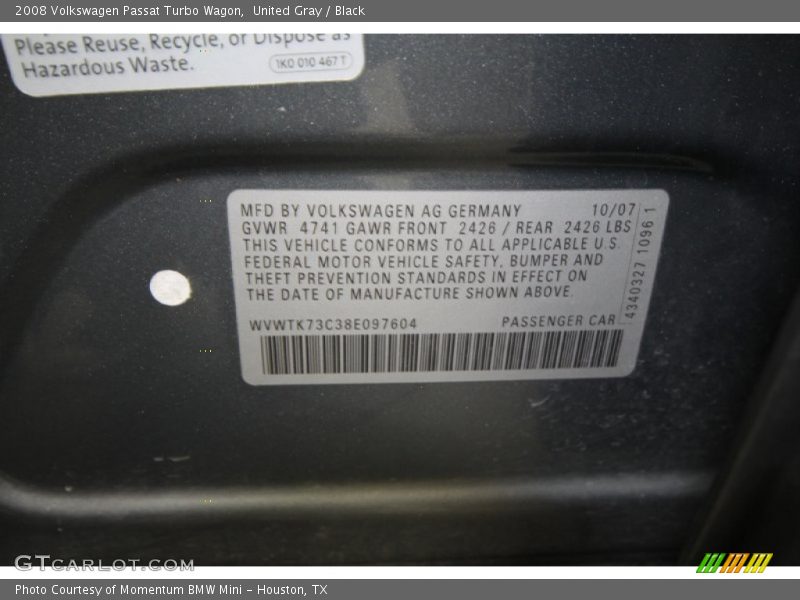 2008 Volkswagen Passat Turbo Wagon, United Gray / Black
Please Reuse, Recycle, or Dispose as
Hazardous Waste.
1K0 010 467 T
MFD BY VOLKSWAGEN AG GERMANY 10/07
GVWR 4741 GAWR FRONT 2426 / REAR 2426 LBS
THIS VEHICLE CONFORMS TO ALL APPLICABLE U.S.
FEDERAL MOTOR VEHICLE SAFETY, BUMPER AND
THEFT PREVENTION STANDARDS IN EFFECT ON
THE DATE OF MANUFACTURE SHOWN ABOVE.
WVWTK73C38E097604 PASSENGER CAR
4340327 1096 1
GTCARLOT.COM
Photo Courtesy of Momentum BMW Mini - Houston, TX